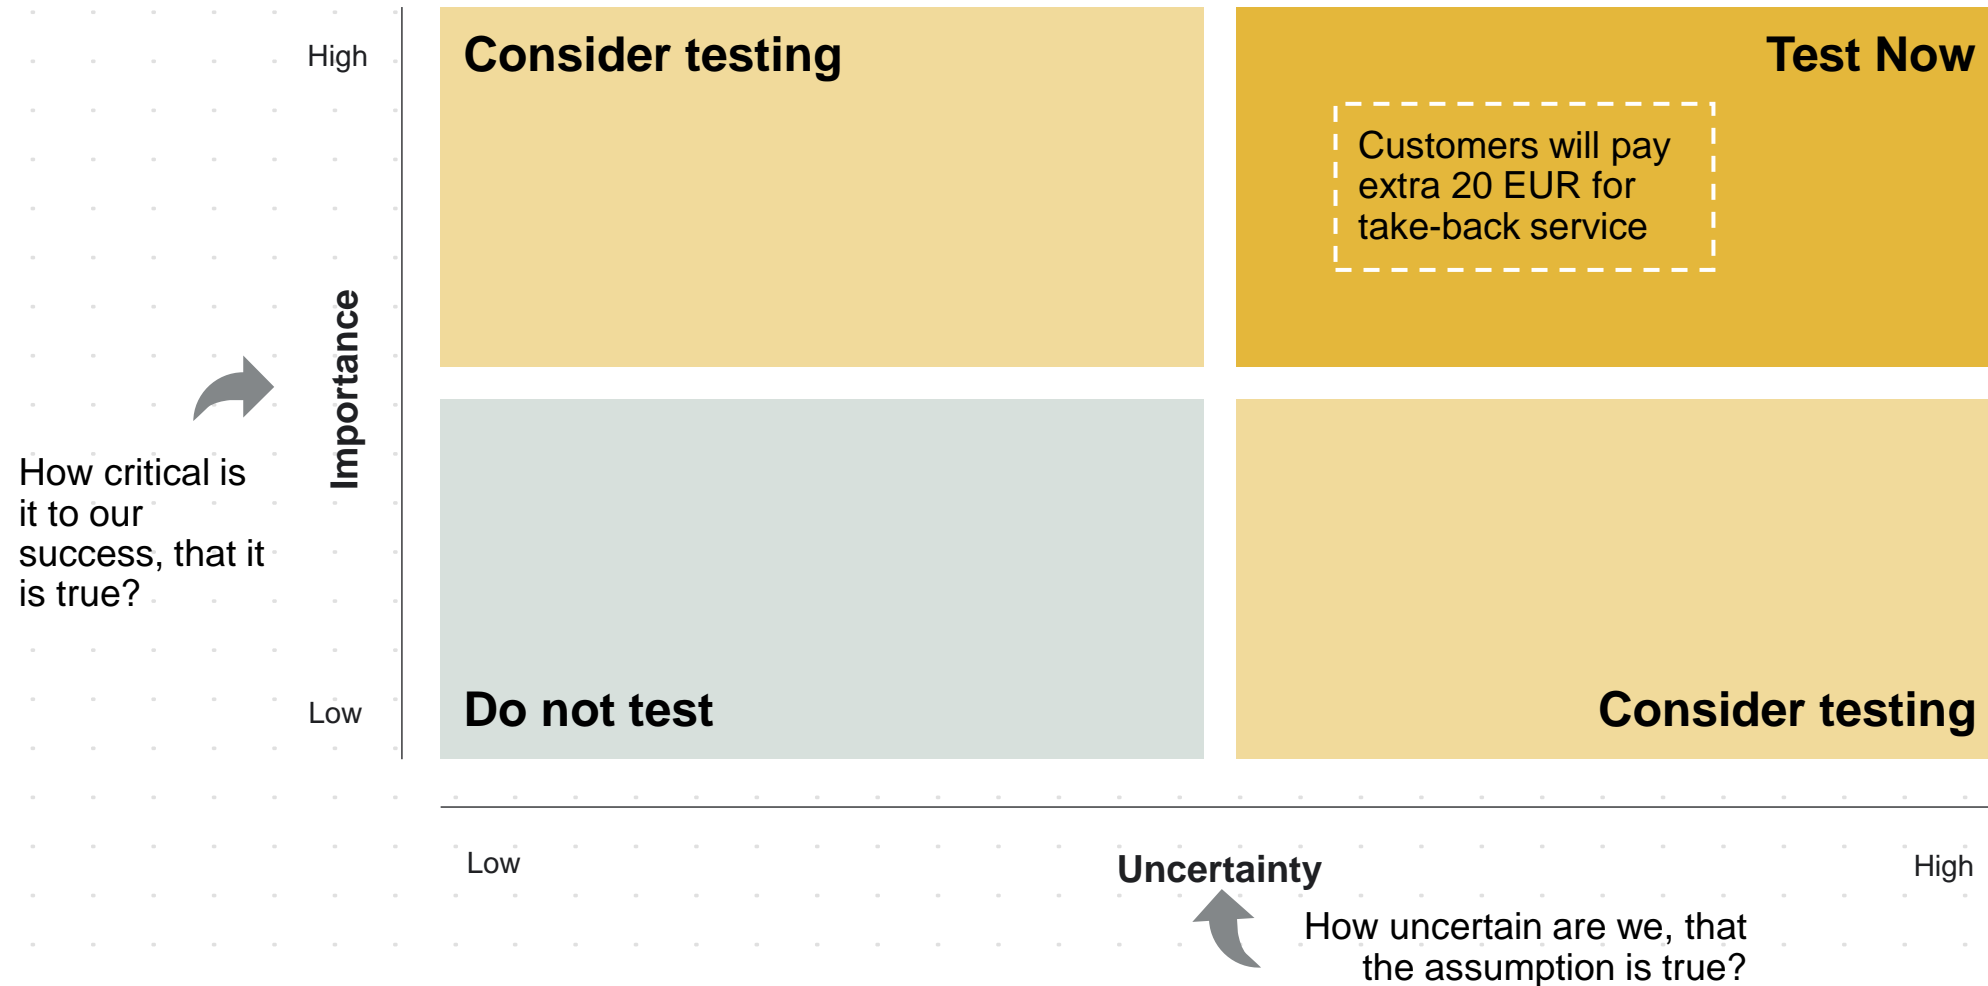 High
Consider testing
Test Now
Customers will pay
extra 20 EUR for
take-back service
Importance
How critical is
it to our
success, that it
is true?
Low
Do not test
Consider testing
Low
Uncertainty
High
How uncertain are we, that
the assumption is true?